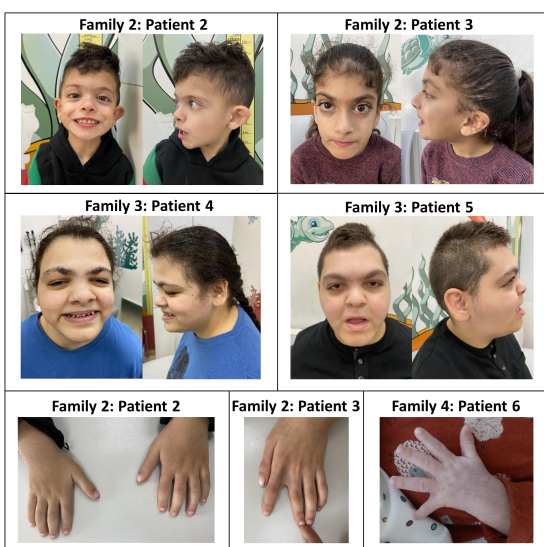 Family 2: Patient 2
Family 2: Patient 3
Family 3: Patient 4
Family 3: Patient 5
Family 2: Patient 2
Family 2: Patient 3
Family 4: Patient 6